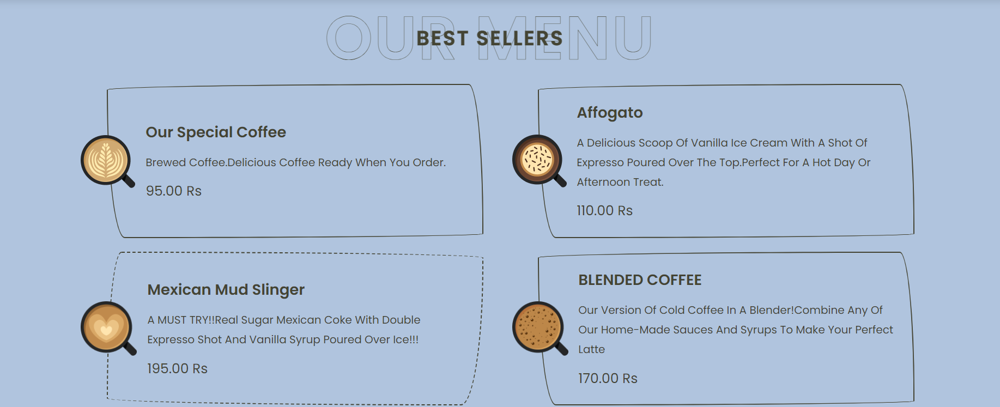 OUR MENU
BEST SELLERS
Our Special Coffee
Brewed Coffee.Delicious Coffee Ready When You Order.
95.00 Rs
Affogato
A Delicious Scoop Of Vanilla Ice Cream With A Shot Of
Expresso Poured Over The Top.Perfect For A Hot Day Or
Afternoon Treat.
110.00 Rs
Mexican Mud Slinger
A MUST TRY!!Real Sugar Mexican Coke With Double
Expresso Shot And Vanilla Syrup Poured Over Ice!!!
195.00 Rs
BLENDED COFFEE
Our Version Of Cold Coffee In A Blender!Combine Any Of
Our Home-Made Sauces And Syrups To Make Your Perfect
Latte
170.00 Rs